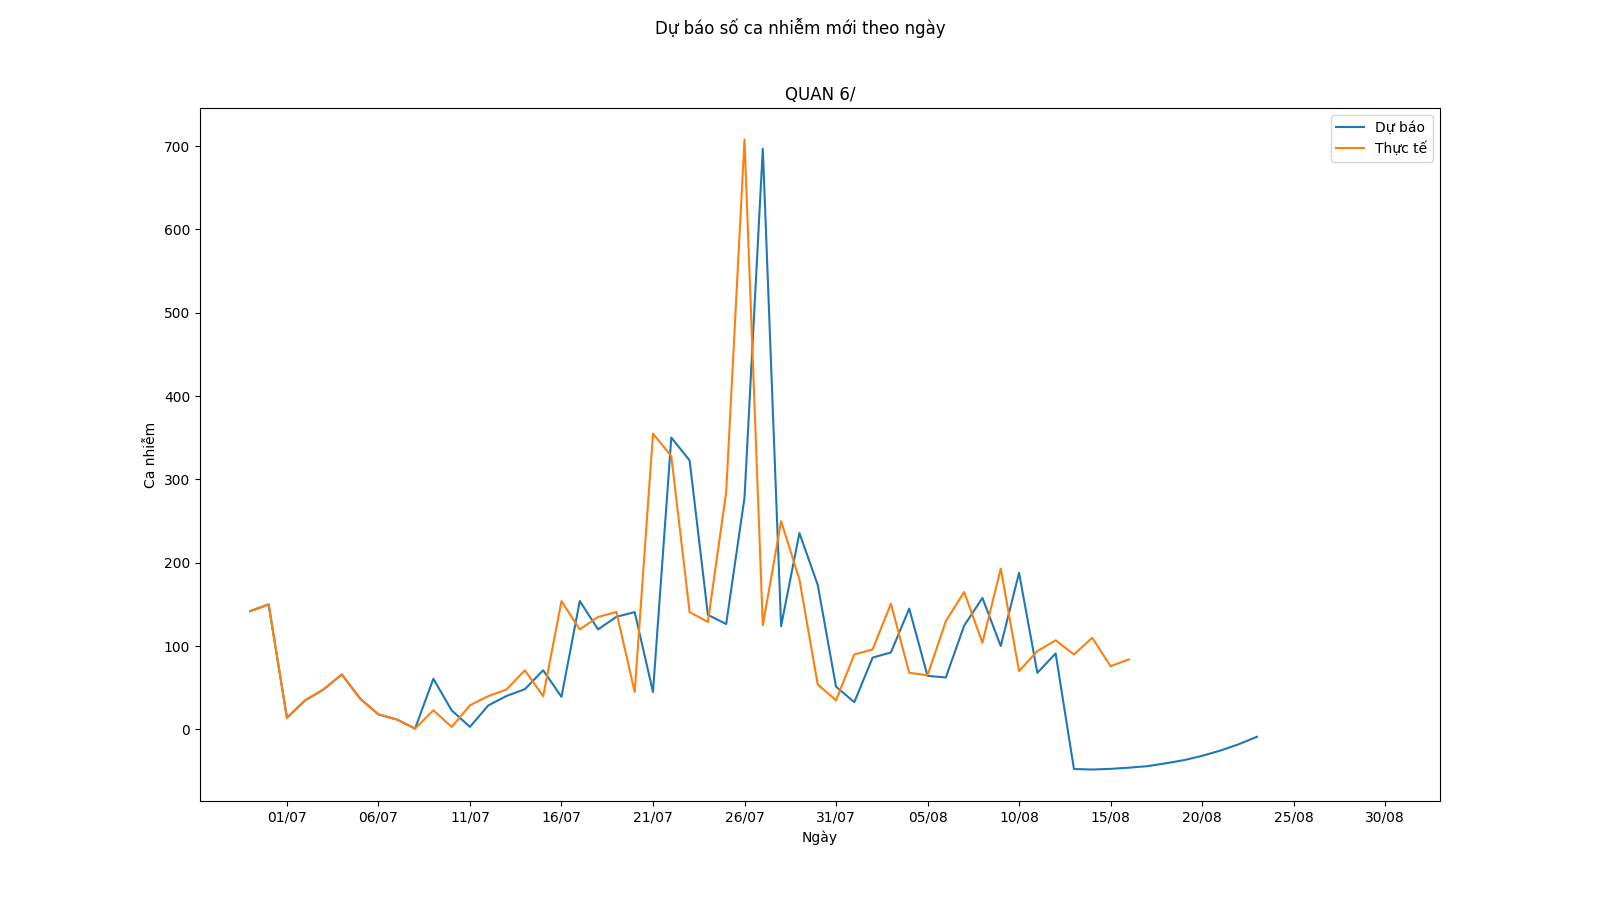 Dự báo số ca nhiễm mới theo ngày
QUAN 6/
Dự báo
Thực tế
700
600
500
400
300
200
100
0
Ca nhiễm
01/07 06/07 11/07 16/07 21/07 26/07 31/07 05/08 10/08 15/08 20/08 25/08 30/08
Ngày